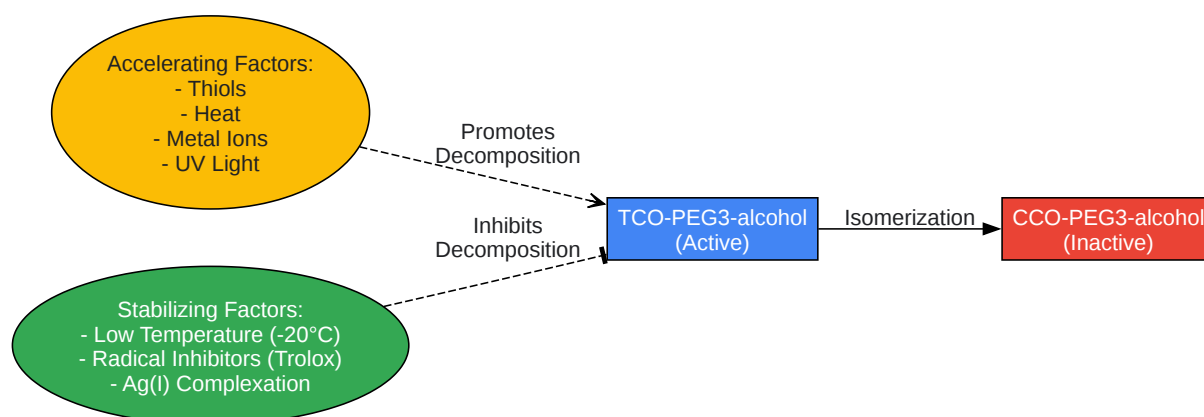 Accelerating Factors:
- Thiols
- Heat
- Metal Ions
- UV Light
Promotes
Decomposition
Inhibits
Decomposition
TCO-PEG3-alcohol
(Active)
Isomerization
CCO-PEG3-alcohol
(Inactive)
Stabilizing Factors:
- Low Temperature (-20°C)
- Radical Inhibitors (Trolox)
- Ag(I) Complexation